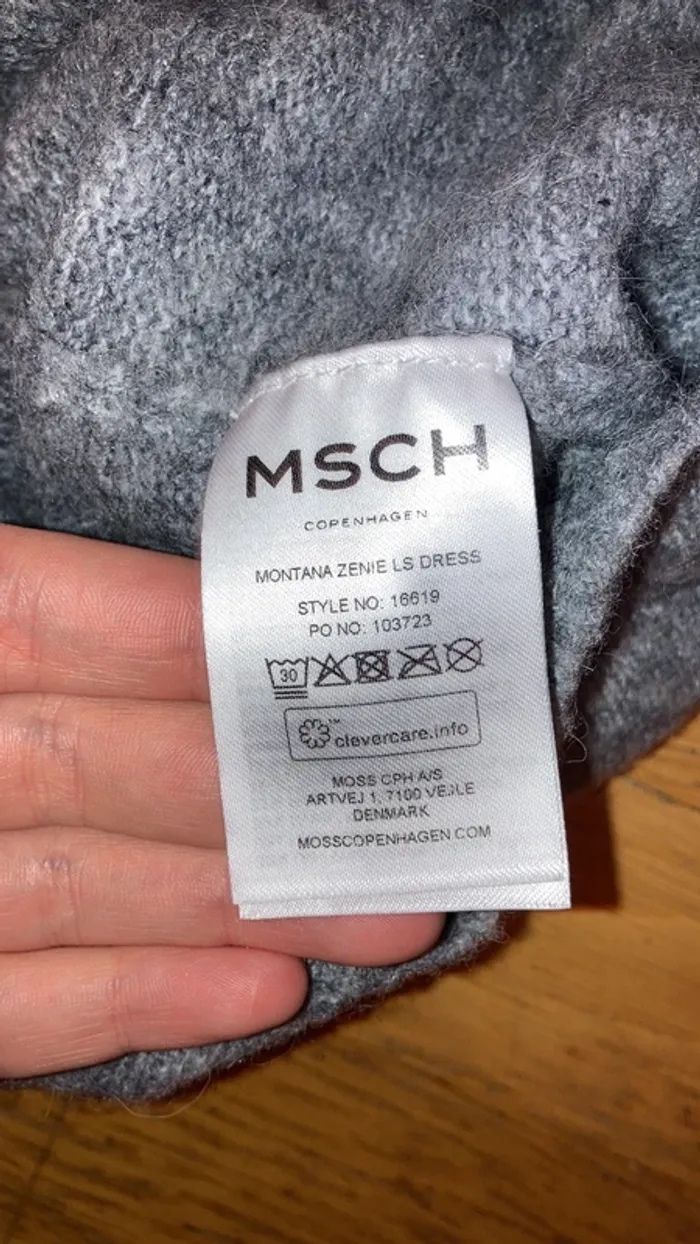 MSCH
COPENHAGEN
MONTANA ZENIE LS DRESS
STYLE NO: 16619
PO NO: 103723
30
™ clevercare.info
MOSS CPH A/S
ARTVEJ 1, 7100 VEJLE
DENMARK
MOSSCOPENHAGEN.COM